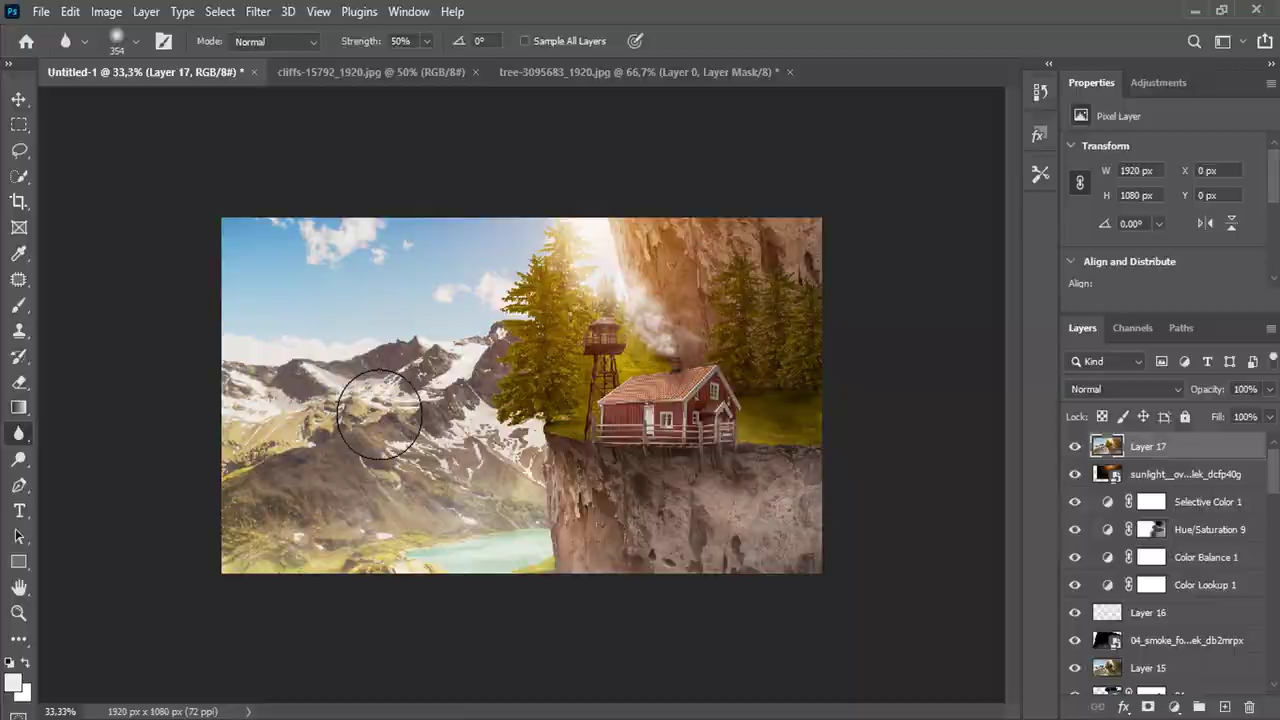 Ps File Edit Image Layer Type Select Filter 3D View Plugins Window Help
354 Mode: Normal Strength: 50% 0° Sample All Layers
Untitled-1 @ 33,3% (Layer 17, RGB/8#) * cliffs-15792_1920.jpg @ 50% (RGB/8#) tree-3095683_1920.jpg @ 66,7% (Layer 0, Layer Mask/8) *
Properties Adjustments
Pixel Layer
Transform
W 1920 px X 0 px
H 1080 px Y 0 px
0,00°
Align and Distribute
Align:
Layers Channels Paths
Kind
Normal Opacity: 100%
Lock: Fill: 100%
Layer 17
sunlight__ov...lek_dcfp40g
Selective Color 1
Hue/Saturation 9
Color Balance 1
Color Lookup 1
Layer 16
04_smoke_fo...ek_db2mrpx
Layer 15
33,33% 1920 px x 1080 px (72 ppi)